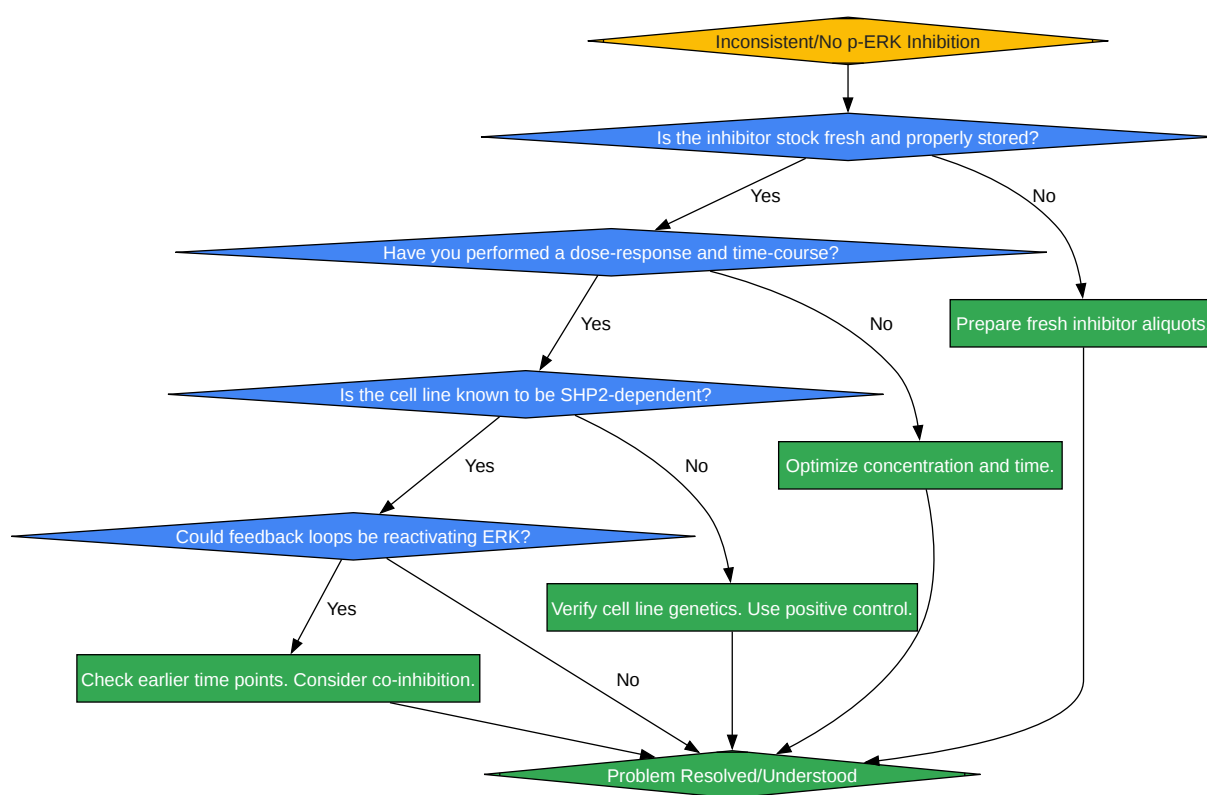 Inconsistent/No p-ERK Inhibition
Is the inhibitor stock fresh and properly stored?
Yes
No
Have you performed a dose-response and time-course?
Prepare fresh inhibitor aliquots.
Yes
No
Is the cell line known to be SHP2-dependent?
Optimize concentration and time.
Yes
No
Could feedback loops be reactivating ERK?
Verify cell line genetics. Use positive control.
Yes
No
Check earlier time points. Consider co-inhibition.
Problem Resolved/Understood